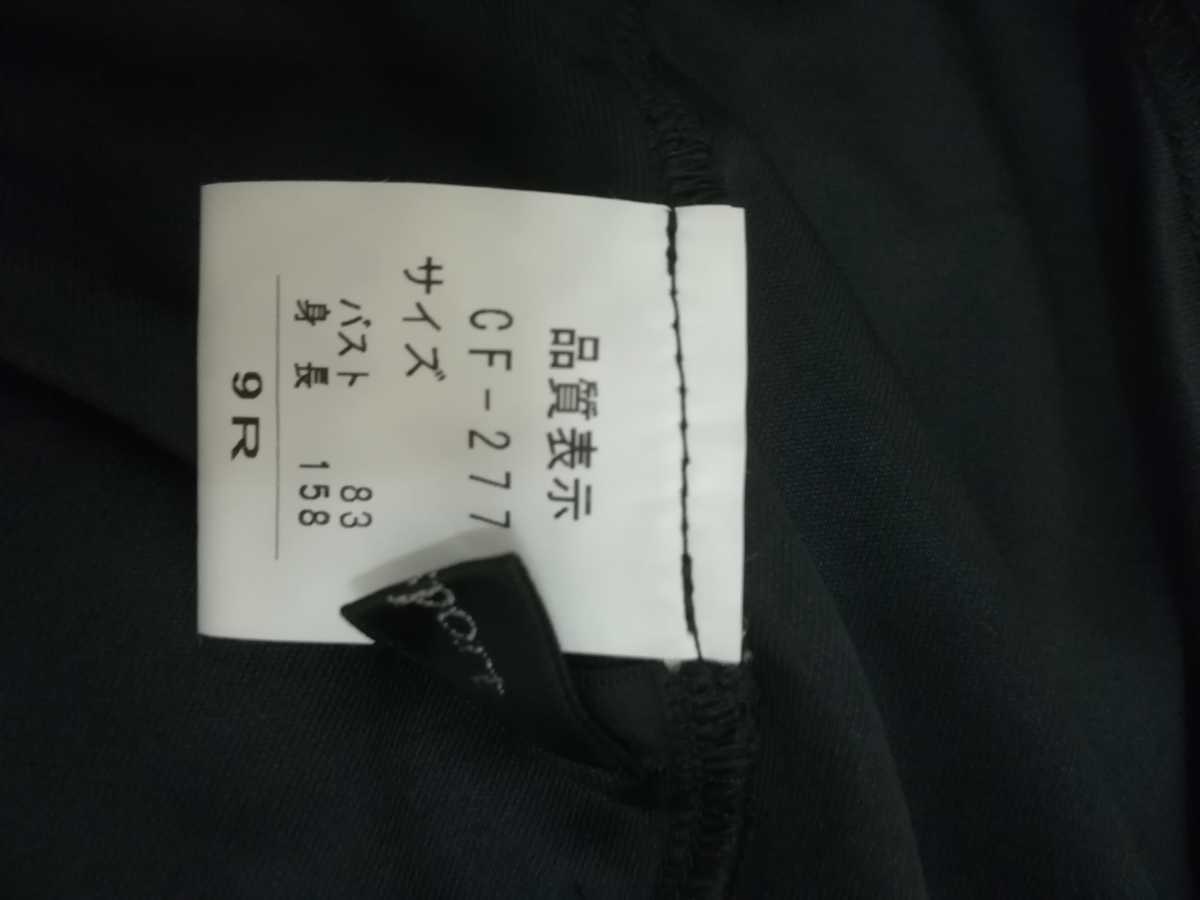 品質表示
CF-277
サイズ
バスト 83
身長 158
9R